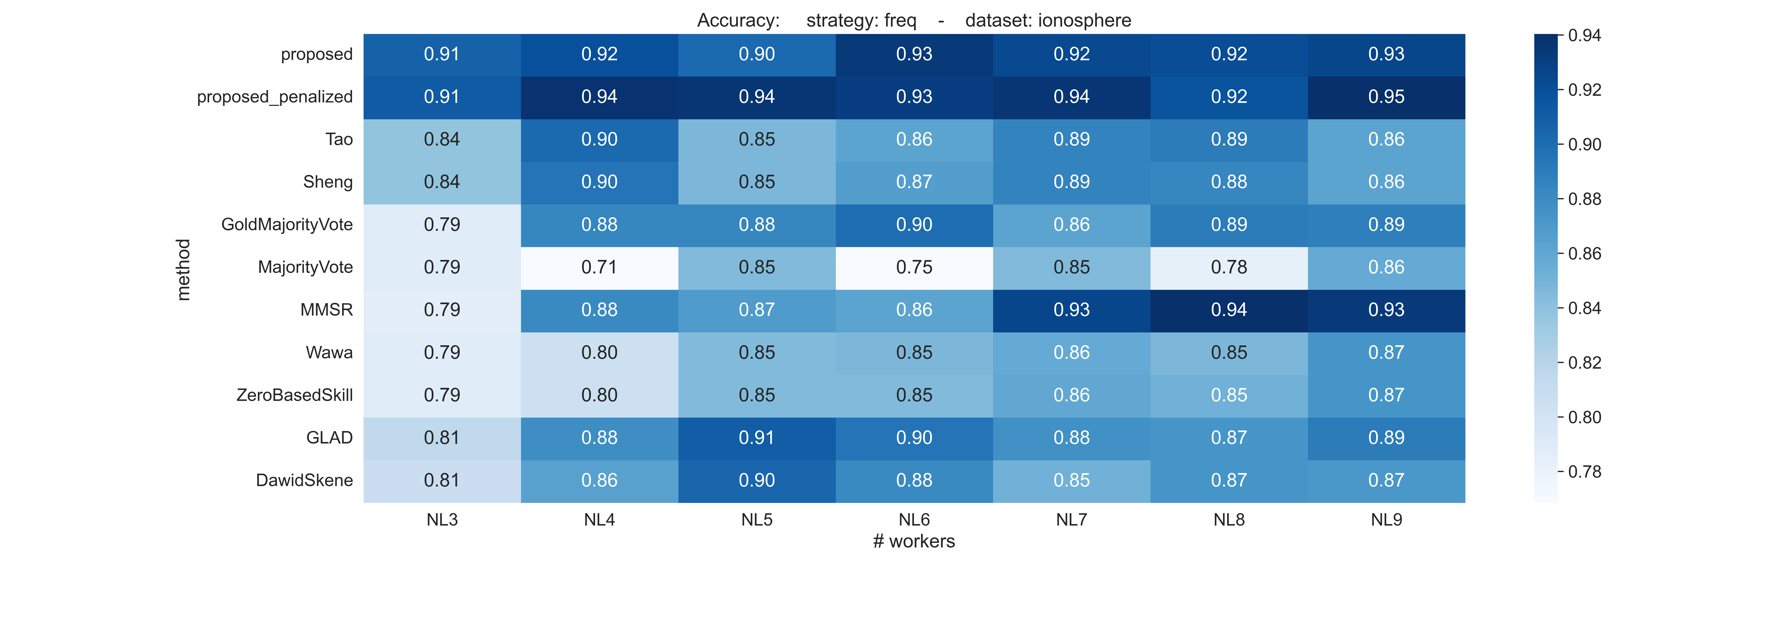 Accuracy: strategy: freq - dataset: ionosphere
proposed 0.91 0.92 0.90 0.93 0.92 0.92 0.93
proposed_penalized 0.91 0.94 0.94 0.93 0.94 0.92 0.95
Tao 0.84 0.90 0.85 0.86 0.89 0.89 0.86
Sheng 0.84 0.90 0.85 0.87 0.89 0.88 0.86
GoldMajorityVote 0.79 0.88 0.88 0.90 0.86 0.89 0.89
MajorityVote 0.79 0.71 0.85 0.75 0.85 0.78 0.86
MMSR 0.79 0.88 0.87 0.86 0.93 0.94 0.93
Wawa 0.79 0.80 0.85 0.85 0.86 0.85 0.87
ZeroBasedSkill 0.79 0.80 0.85 0.85 0.86 0.85 0.87
GLAD 0.81 0.88 0.91 0.90 0.88 0.87 0.89
DawidSkene 0.81 0.86 0.90 0.88 0.85 0.87 0.87
NL3 NL4 NL5 NL6 NL7 NL8 NL9
# workers
method
0.94
0.92
0.90
0.88
0.86
0.84
0.82
0.80
0.78